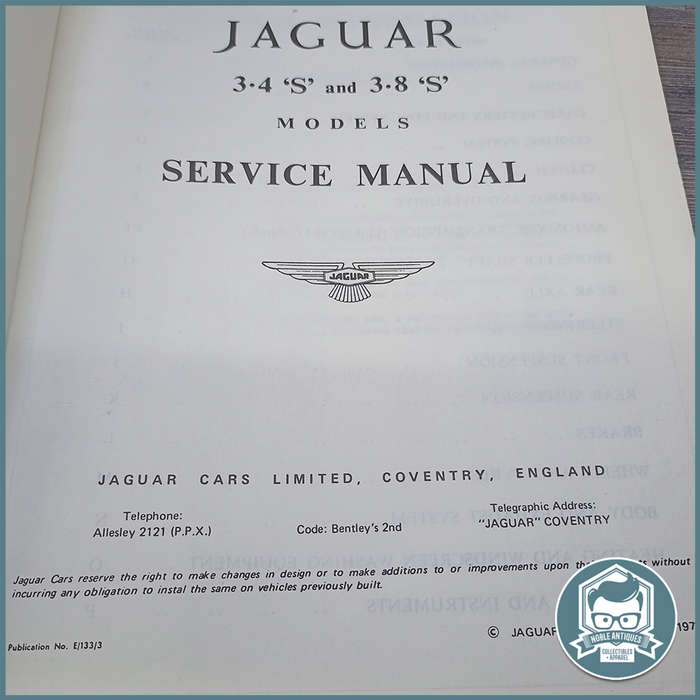 JAGUAR
3·4 'S' and 3·8 'S'
MODELS
SERVICE MANUAL
JAGUAR
JAGUAR CARS LIMITED, COVENTRY, ENGLAND
Telephone:
Allesley 2121 (P.P.X.)
Code: Bentley's 2nd
Telegraphic Address:
"JAGUAR" COVENTRY
Jaguar Cars reserve the right to make changes in design or to make additions to or improvements upon without
incurring any obligation to instal the same on vehicles previously built.
© JAGUAR
Publication No. E/133/3
NOBLE ANTIQUES
COLLECTIBLES
+ APPAREL